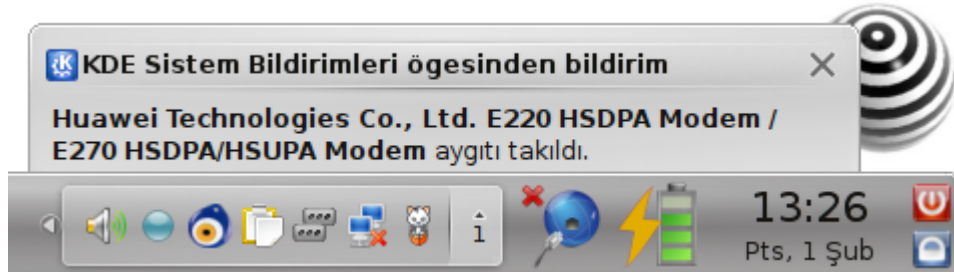 KDE Sistem Bildirimleri ögesinden bildirim
Huawei Technologies Co., Ltd. E220 HSDPA Modem /
E270 HSDPA/HSUPA Modem aygıtı takıldı.
1
13:26
Pts, 1 Şub